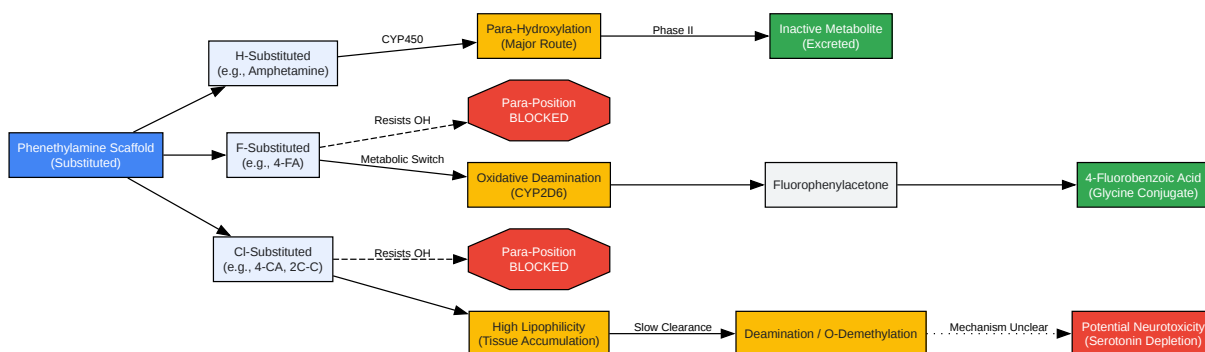 CYP450
Para-Hydroxylation
(Major Route)
Phase II
Inactive Metabolite
(Excreted)
H-Substituted
(e.g., Amphetamine)
Para-Position
BLOCKED
Resists OH
Phenethylamine Scaffold
(Substituted)
F-Substituted
(e.g., 4-FA)
Metabolic Switch
Oxidative Deamination
(CYP2D6)
Fluorophenylacetone
4-Fluorobenzoic Acid
(Glycine Conjugate)
Cl-Substituted
(e.g., 4-CA, 2C-C)
Resists OH
Para-Position
BLOCKED
High Lipophilicity
(Tissue Accumulation)
Slow Clearance
Deamination / O-Demethylation
Mechanism Unclear
Potential Neurotoxicity
(Serotonin Depletion)